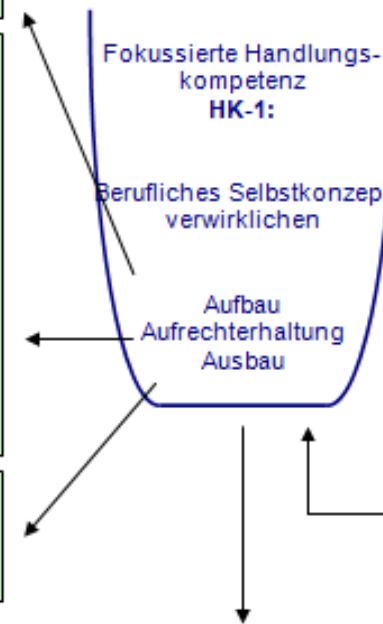 Fokussierte Handlungs-
kompetenz
HK-1:
Berufliches Selbstkonzep
verwirklichen
Aufbau
Aufrechterhaltung
Ausbau